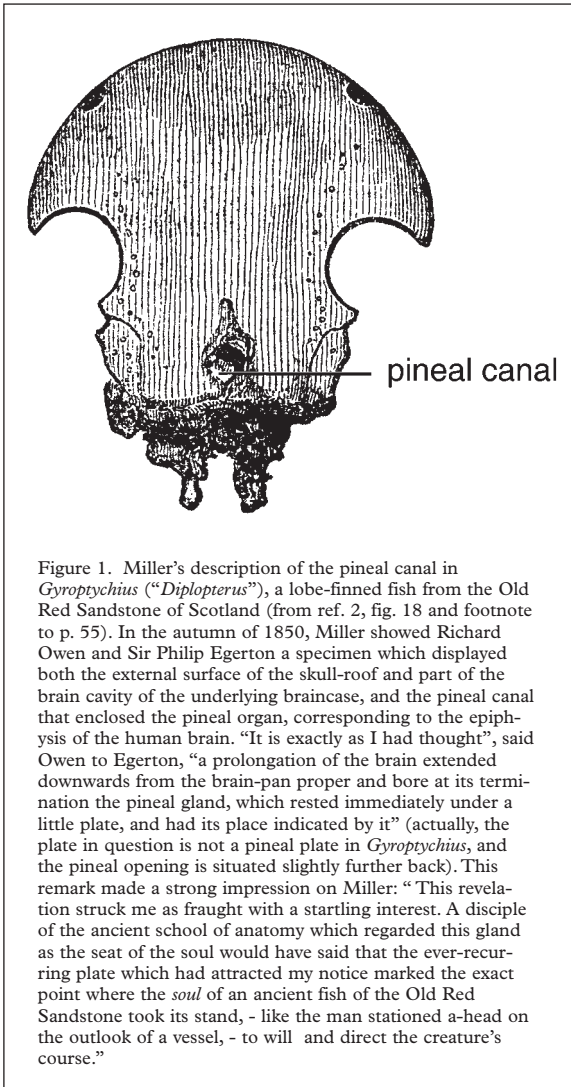 pineal canal
Figure 1. Miller's description of the pineal canal in
Gyroptychius (“Diplopterus”), a lobe-finned fish from the Old
Red Sandstone of Scotland (from ref. 2, fig. 18 and footnote
to p. 55). In the autumn of 1850, Miller showed Richard
Owen and Sir Philip Egerton a specimen which displayed
both the external surface of the skull-roof and part of the
brain cavity of the underlying braincase, and the pineal canal
that enclosed the pineal organ, corresponding to the epiph-
ysis of the human brain. “It is exactly as I had thought”, said
Owen to Egerton, “a prolongation of the brain extended
downwards from the brain-pan proper and bore at its termi-
nation the pineal gland, which rested immediately under a
little plate, and had its place indicated by it” (actually, the
plate in question is not a pineal plate in Gyroptychius, and
the pineal opening is situated slightly further back). This
remark made a strong impression on Miller: “ This revela-
tion struck me as fraught with a startling interest. A disciple
of the ancient school of anatomy which regarded this gland
as the seat of the soul would have said that the ever-recur-
ring plate which had attracted my notice marked the exact
point where the soul of an ancient fish of the Old Red
Sandstone took its stand, - like the man stationed a-head on
the outlook of a vessel, - to will and direct the creature's
course.”